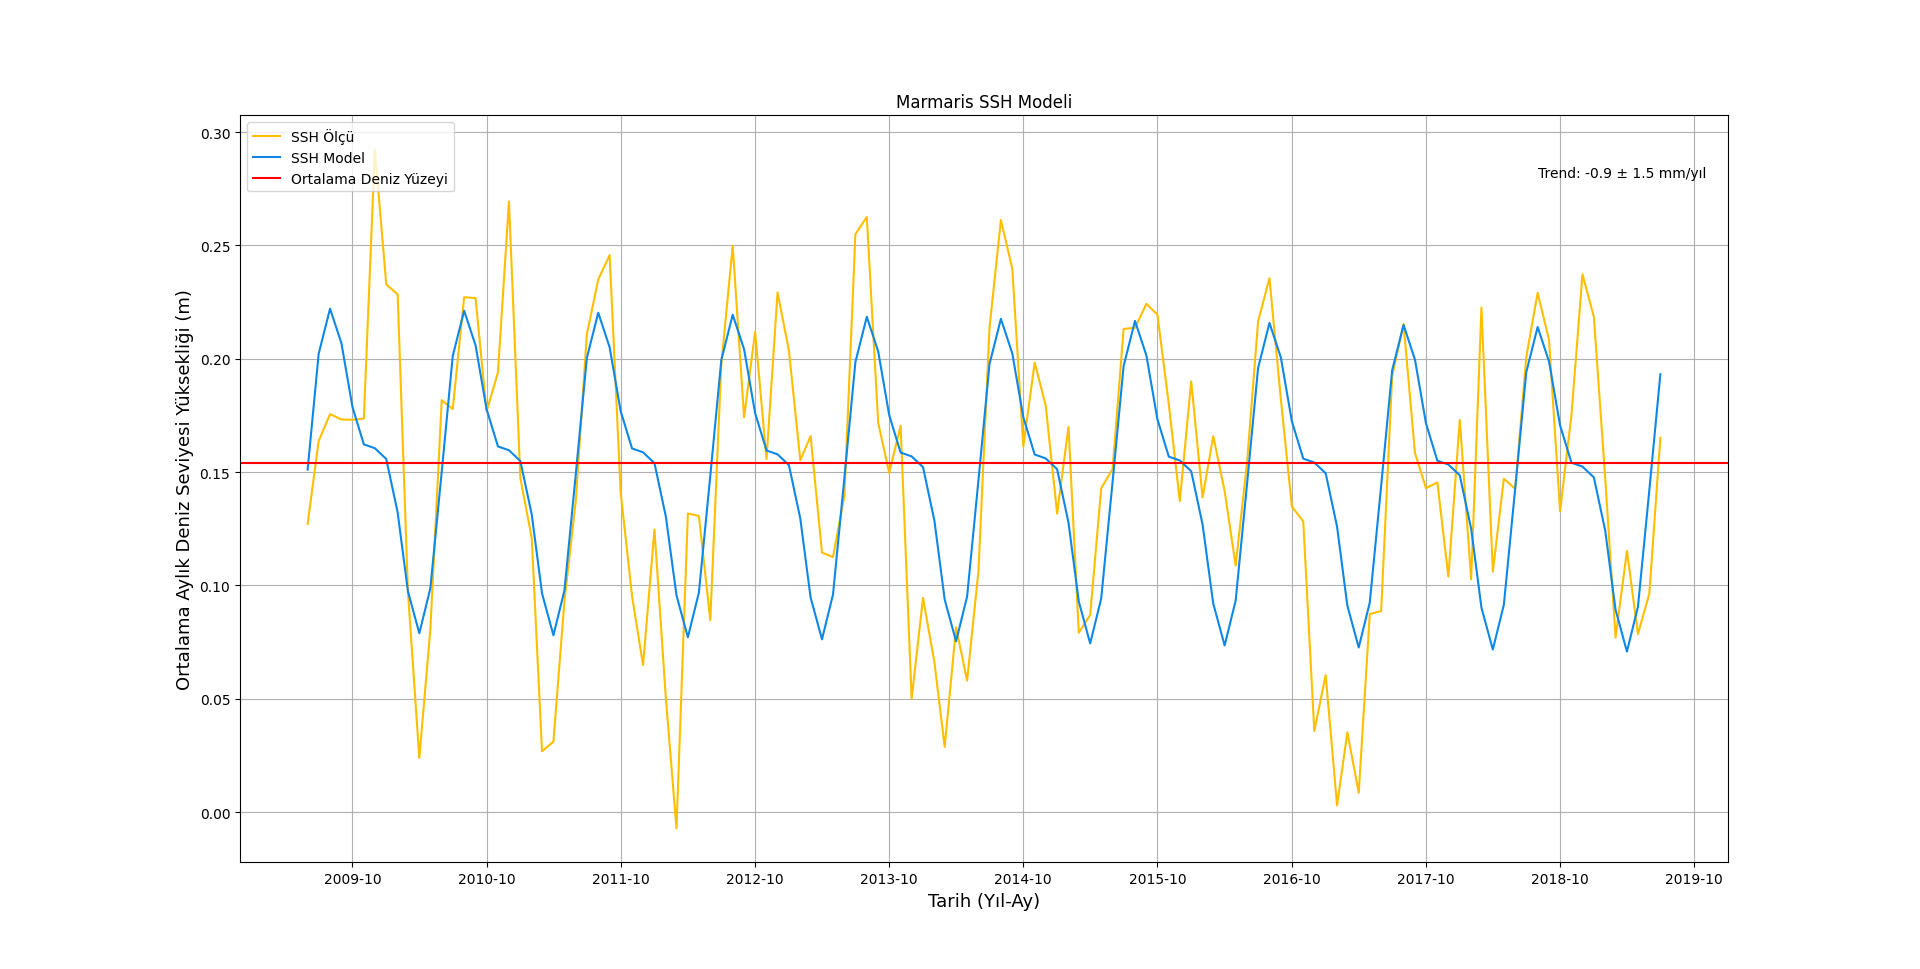 Marmaris SSH Modeli
SSH Ölçü
SSH Model
Ortalama Deniz Yüzeyi
Trend: -0.9 ± 1.5 mm/yıl
Ortalama Aylık Deniz Seviyesi Yüksekliği (m)
0.30
0.25
0.20
0.15
0.10
0.05
0.00
2009-10 2010-10 2011-10 2012-10 2013-10 2014-10 2015-10 2016-10 2017-10 2018-10 2019-10
Tarih (Yıl-Ay)